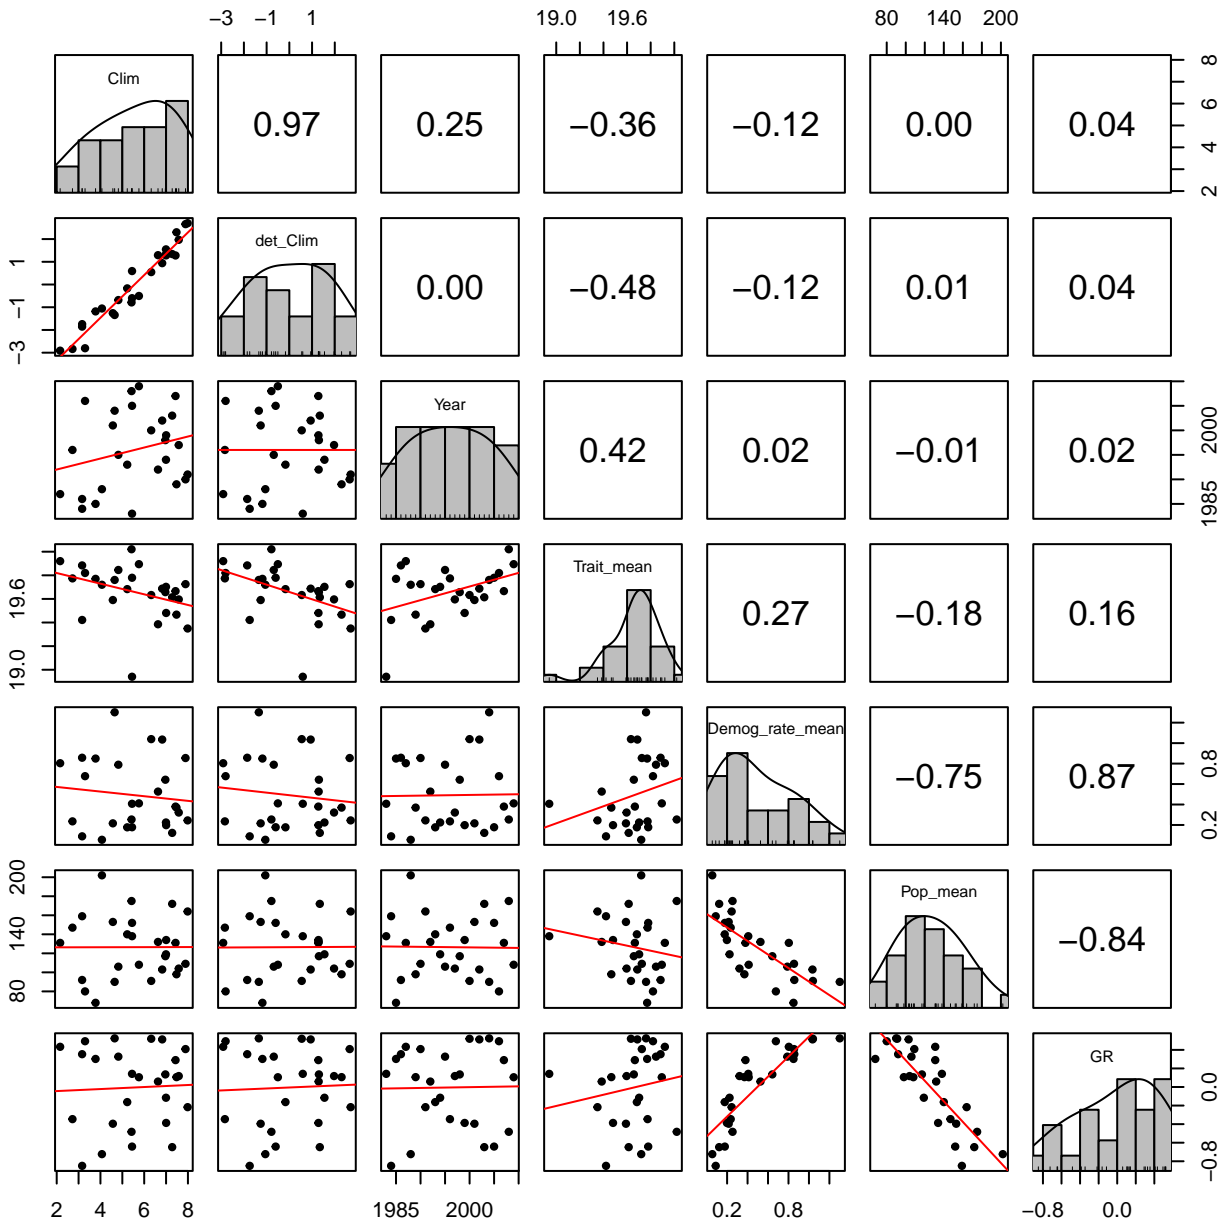 −3 −1 1 19.0 19.6 80 140 200
Clim 0.97 0.25 −0.36 −0.12 0.00 0.04 2 4 6 8
−3 −1 1 det_Clim 0.00 −0.48 −0.12 0.01 0.04
Year 0.42 0.02 −0.01 0.02 1985 2000
19.0 19.6 Trait_mean 0.27 −0.18 0.16
Demog_rate_mean −0.75 0.87 0.2 0.8
80 140 200 Pop_mean −0.84
GR −0.8 0.0
2 4 6 8 1985 2000 0.2 0.8 −0.8 0.0